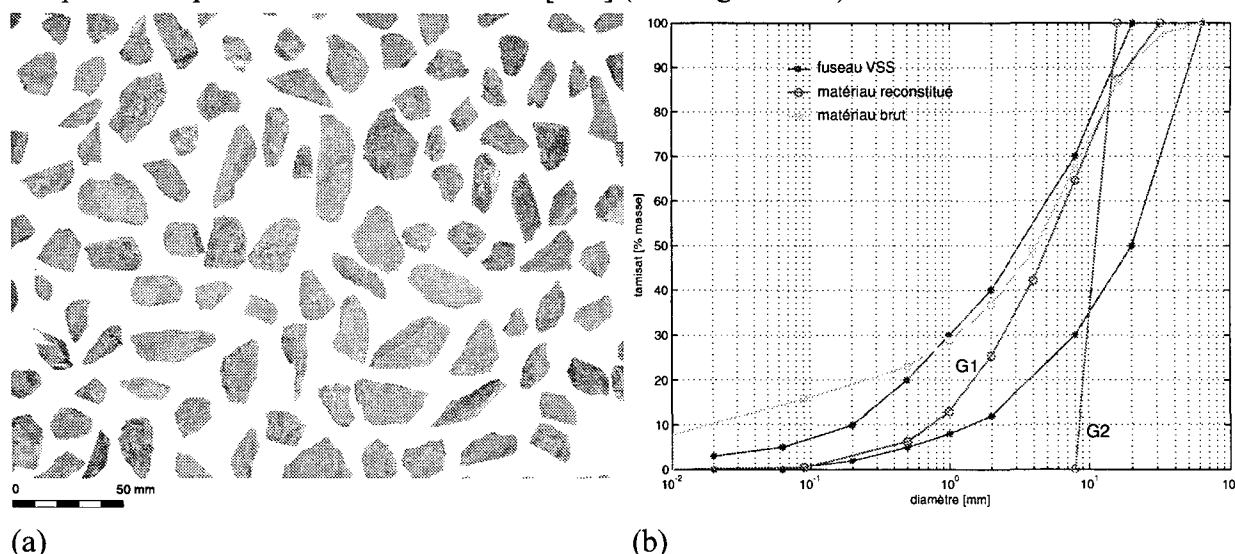 0 50 mm
(a)
100
90
80
70
60
50
40
30
20
10
0
tamisat [% masse]
fuseau VSS
matériau reconstitué
matériau brut
G1
G2
10-2 10-1 100 101 10
diamètre [mm]
(b)